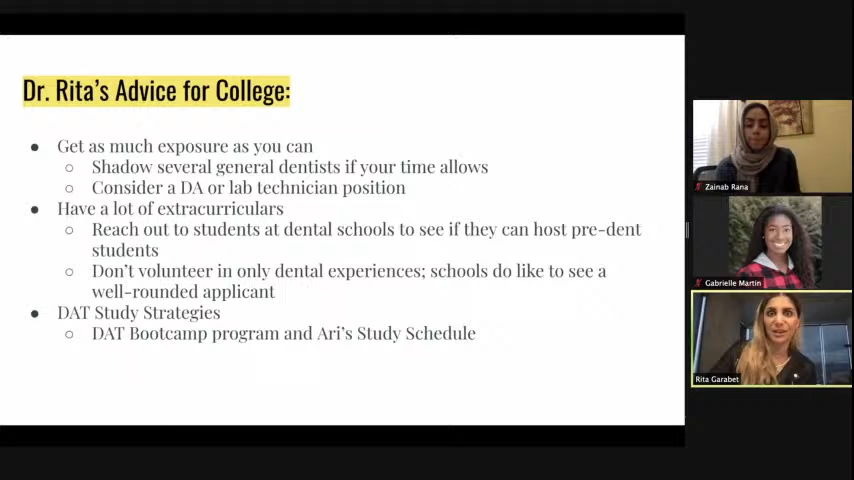 Dr. Rita's Advice for College:
● Get as much exposure as you can
○ Shadow several general dentists if your time allows
○ Consider a DA or lab technician position
● Have a lot of extracurriculars
○ Reach out to students at dental schools to see if they can host pre-dent
students
○ Don't volunteer in only dental experiences; schools do like to see a
well-rounded applicant
● DAT Study Strategies
○ DAT Bootcamp program and Ari's Study Schedule
Zainab Rana
Gabrielle Martin
Rita Garabet